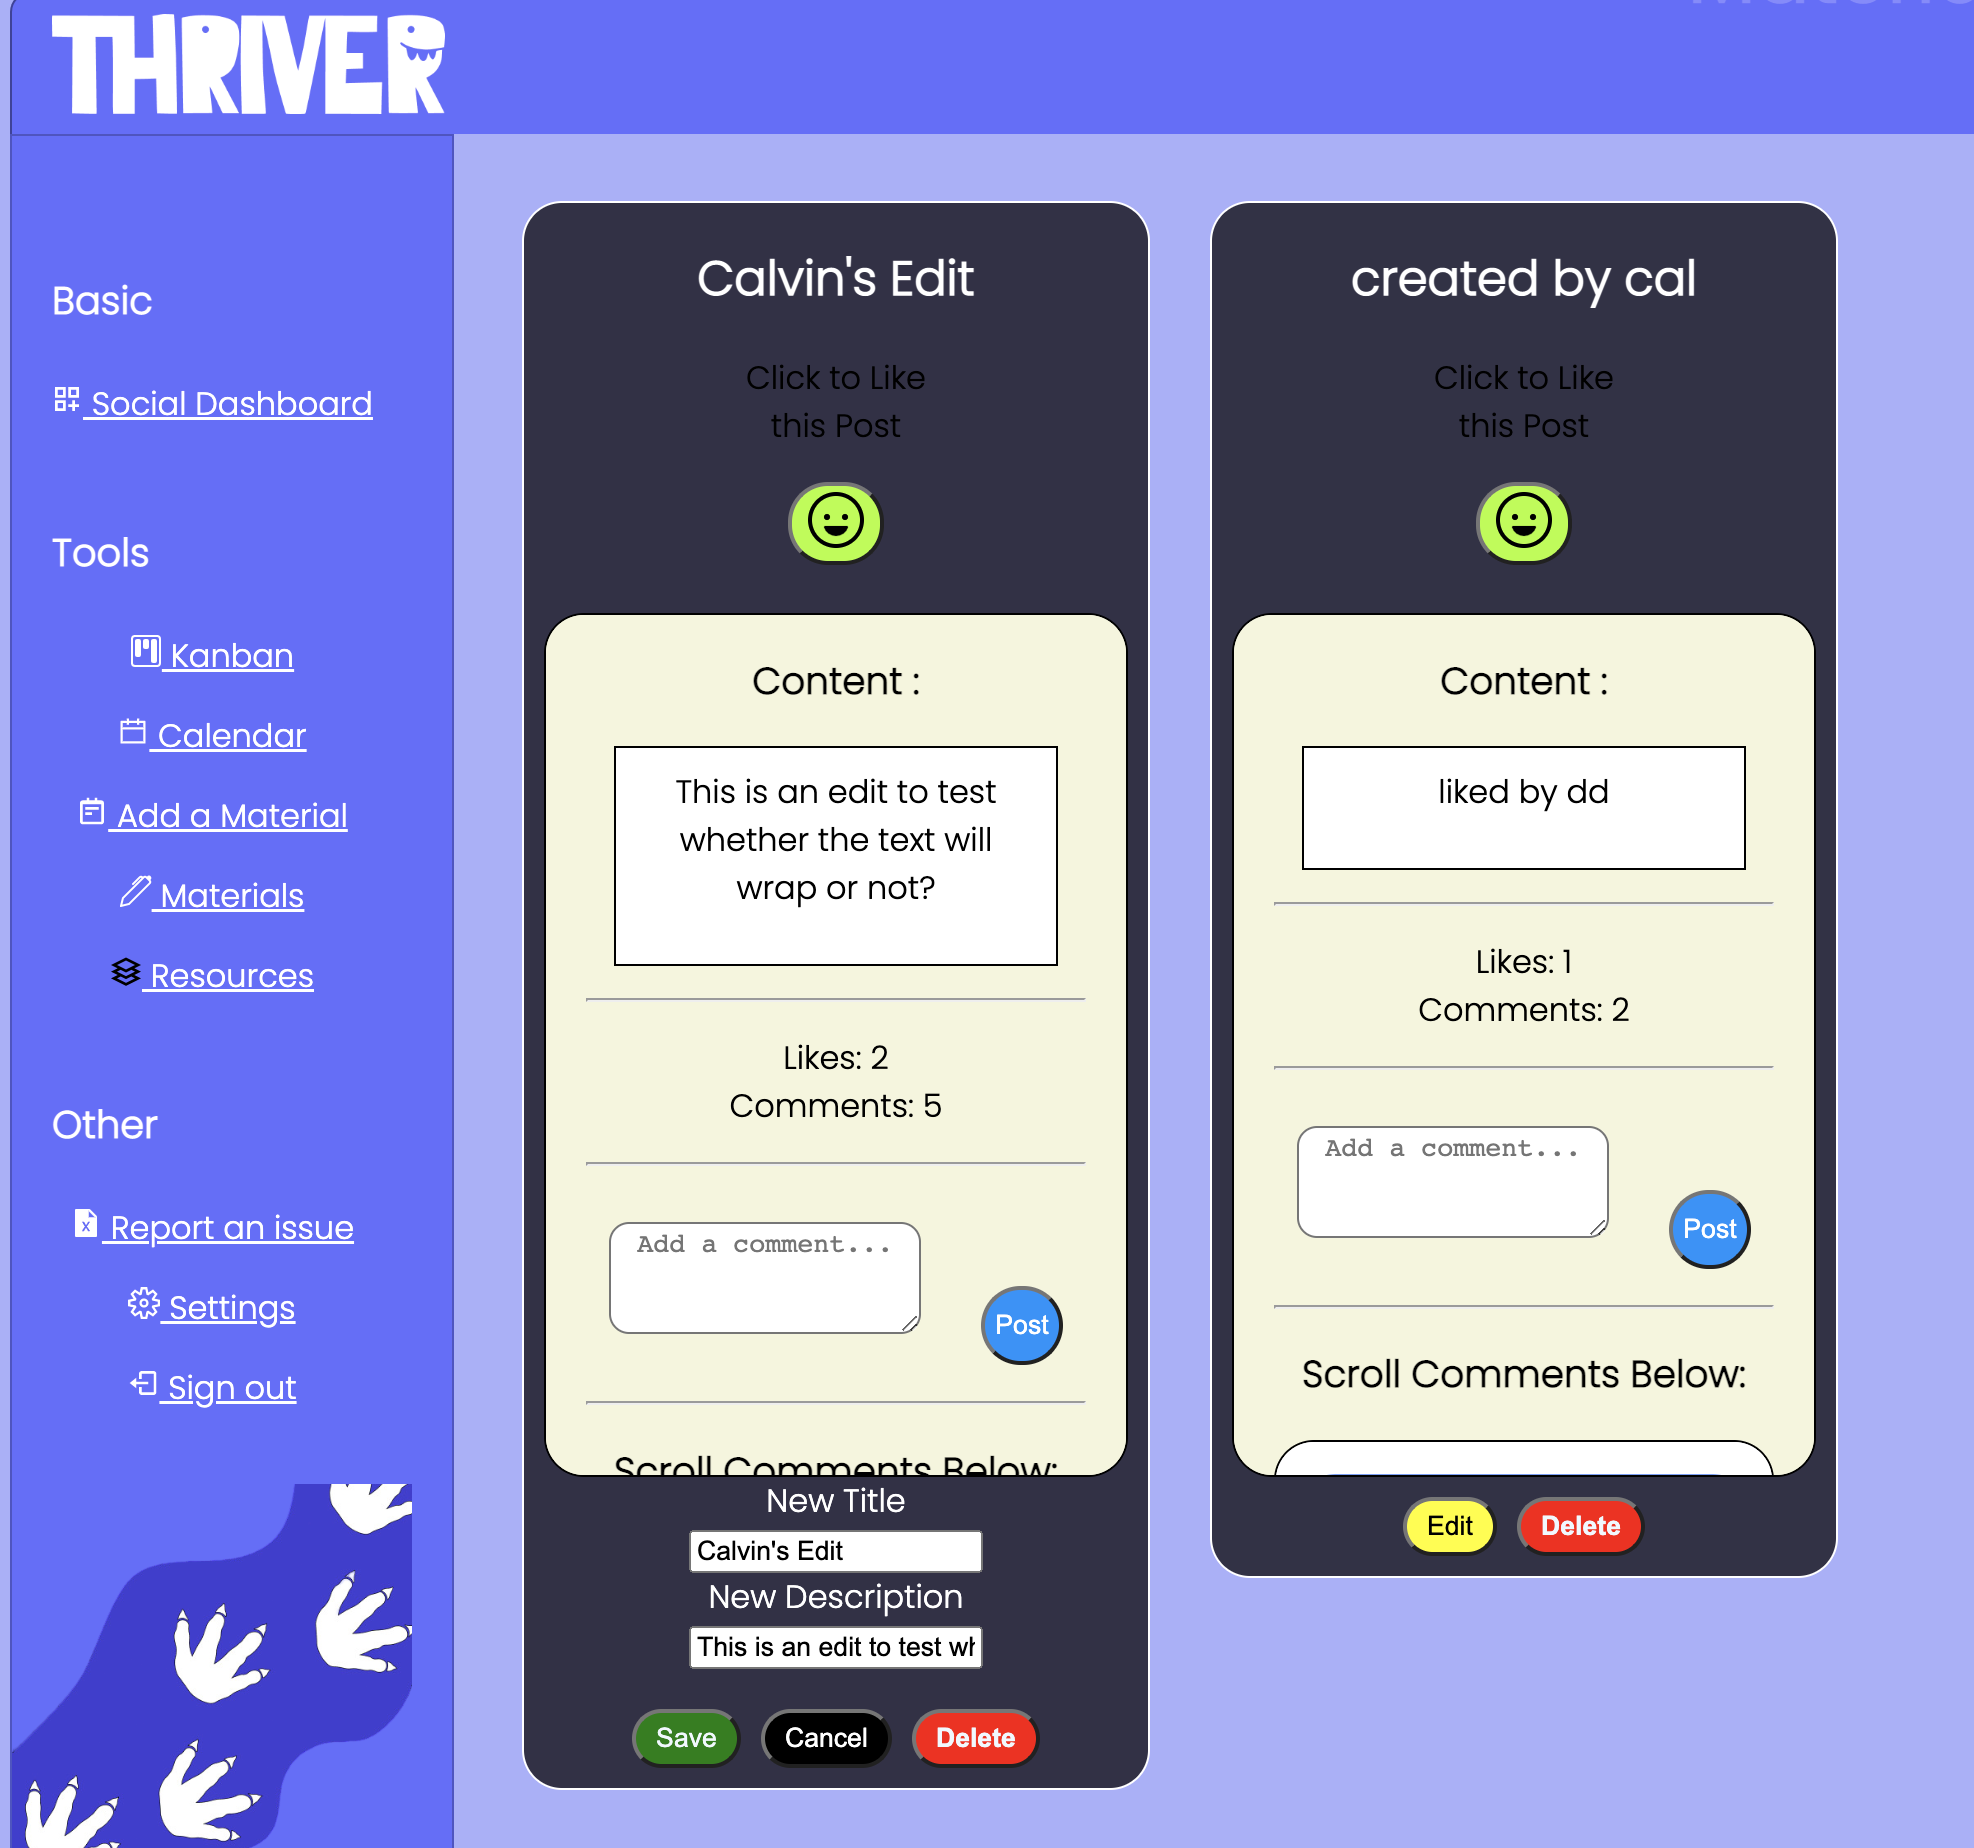 THRIVER
Basic
Social Dashboard
Tools
Kanban
Calendar
Add a Material
Materials
Resources
Other
Report an issue
Settings
Sign out
Calvin's Edit
Click to Like
this Post
Content :
This is an edit to test
whether the text will
wrap or not?
Likes: 2
Comments: 5
Add a comment...
Post
Scroll Comments Below:
New Title
Calvin's Edit
New Description
This is an edit to test wh
Save
Cancel
Delete
created by cal
Click to Like
this Post
Content :
liked by dd
Likes: 1
Comments: 2
Add a comment...
Post
Scroll Comments Below:
Edit
Delete